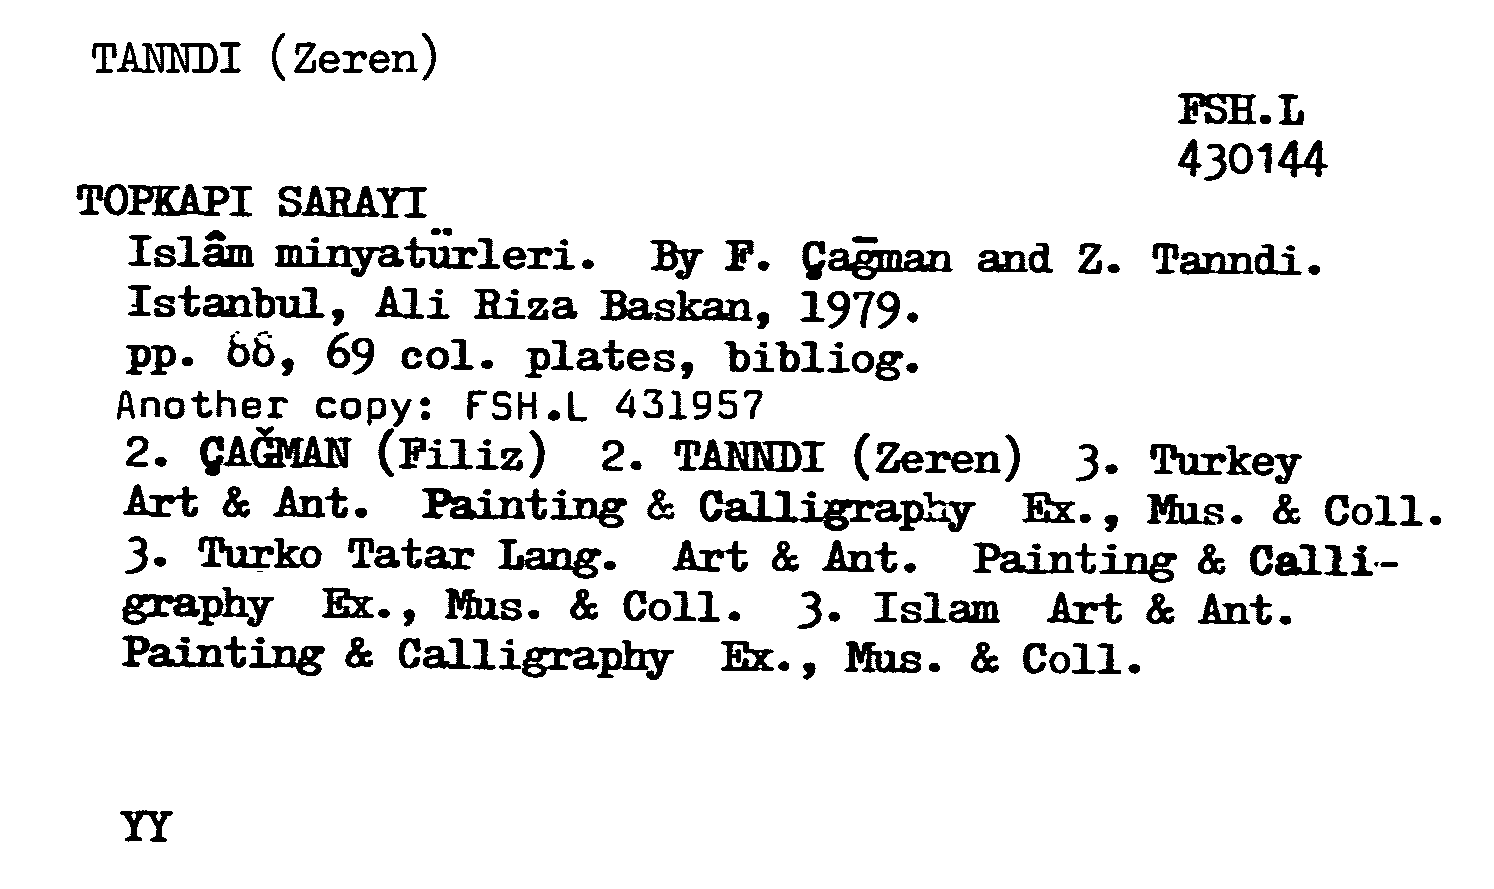 TANNDI (Zeren)
FSH.L
430144
TOPKAPI SARAYI
Islâm minyatürleri. By F. Çağman and Z. Tanndi.
Istanbul, Ali Riza Baskan, 1979.
pp. 69 col. plates, bibliog.
Another copy: FSH.L 431957
2. ÇAĞMAN (Filiz) 2. TANNDI (Zeren) 3. Turkey
Art & Ant. Painting & Calligraphy Ex., Mus. & Coll.
3. Turko Tatar Lang. Art & Ant. Painting & Calli-
graphy Ex., Mus. & Coll. 3. Islam Art & Ant.
Painting & Calligraphy Ex., Mus. & Coll.
YY